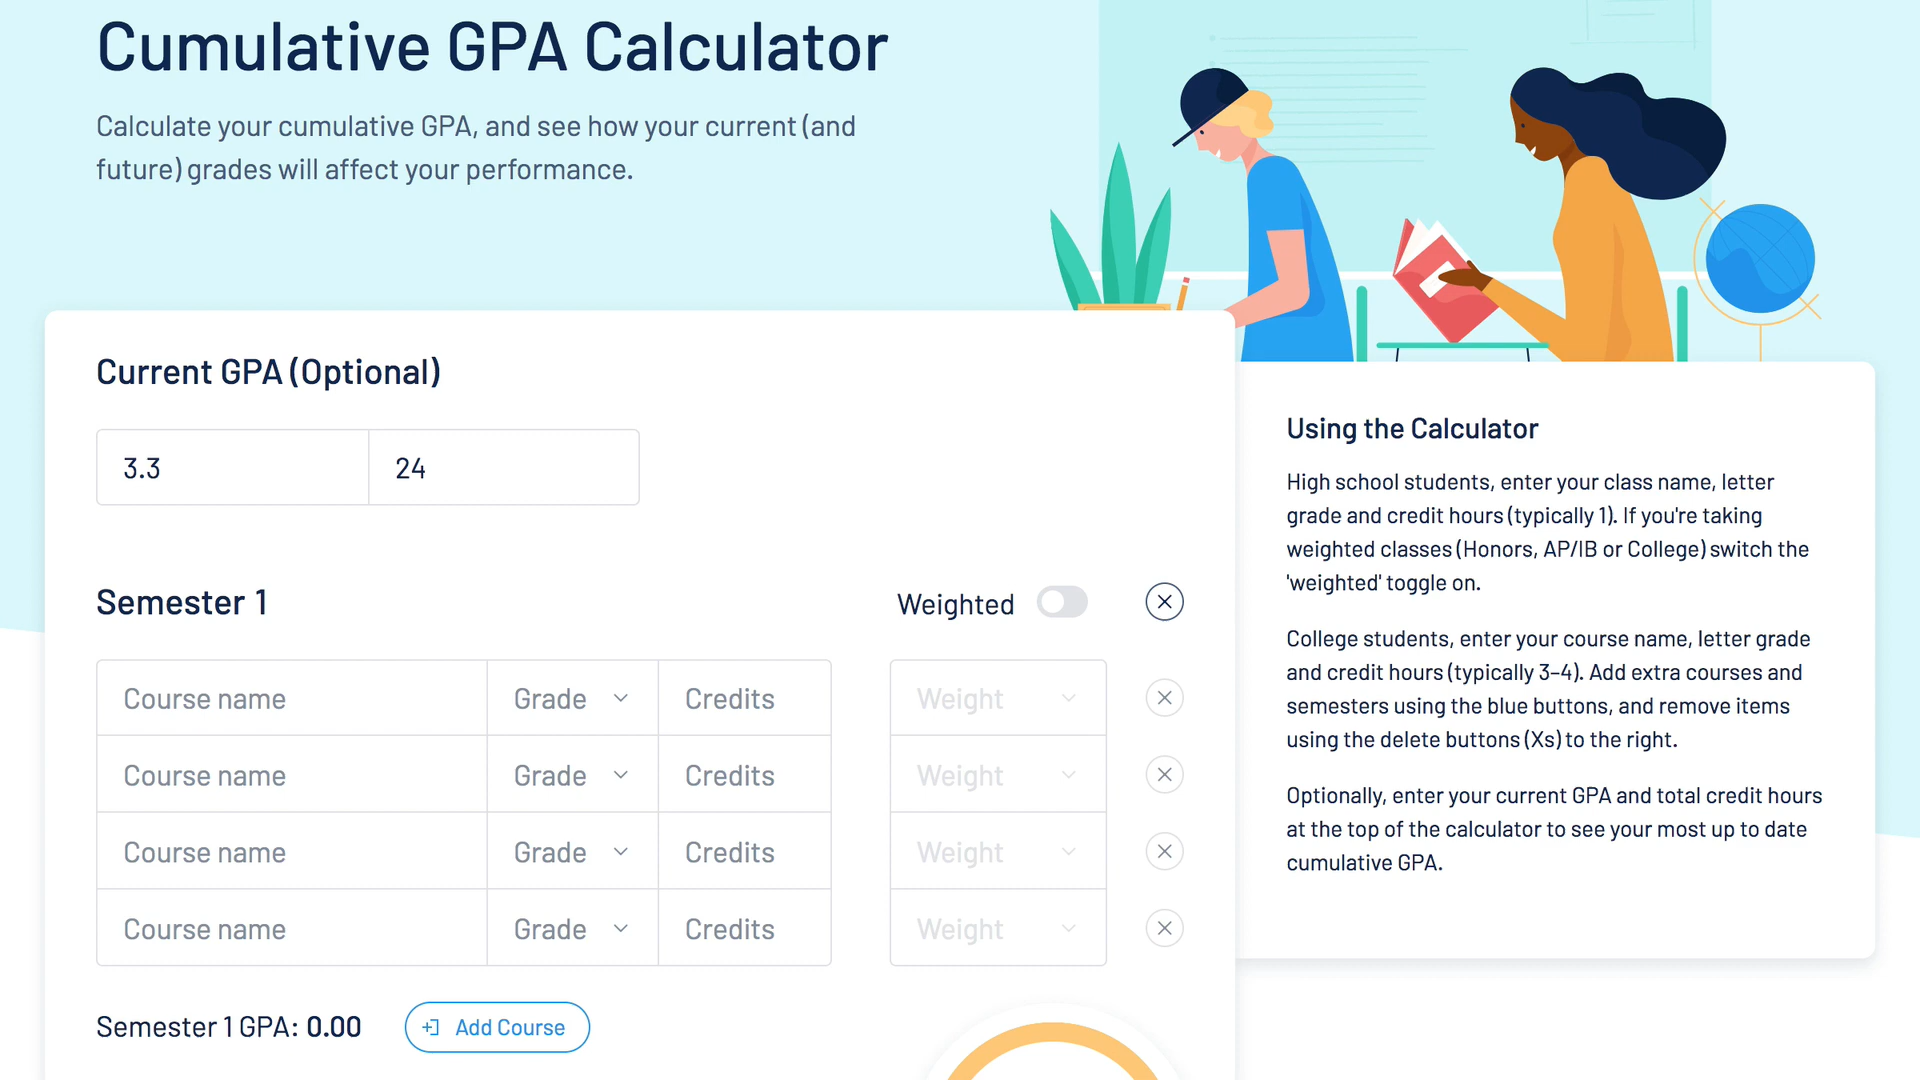 Cumulative GPA Calculator
Calculate your cumulative GPA, and see how your current (and
future) grades will affect your performance.
Current GPA (Optional)
3.3 24
Semester 1 Weighted
Course name Grade Credits Weight
Course name Grade Credits Weight
Course name Grade Credits Weight
Course name Grade Credits Weight
Semester 1 GPA: 0.00 Add Course
Using the Calculator
High school students, enter your class name, letter
grade and credit hours (typically 1). If you're taking
weighted classes (Honors, AP/IB or College) switch the
'weighted' toggle on.
College students, enter your course name, letter grade
and credit hours (typically 3–4). Add extra courses and
semesters using the blue buttons, and remove items
using the delete buttons (Xs) to the right.
Optionally, enter your current GPA and total credit hours
at the top of the calculator to see your most up to date
cumulative GPA.